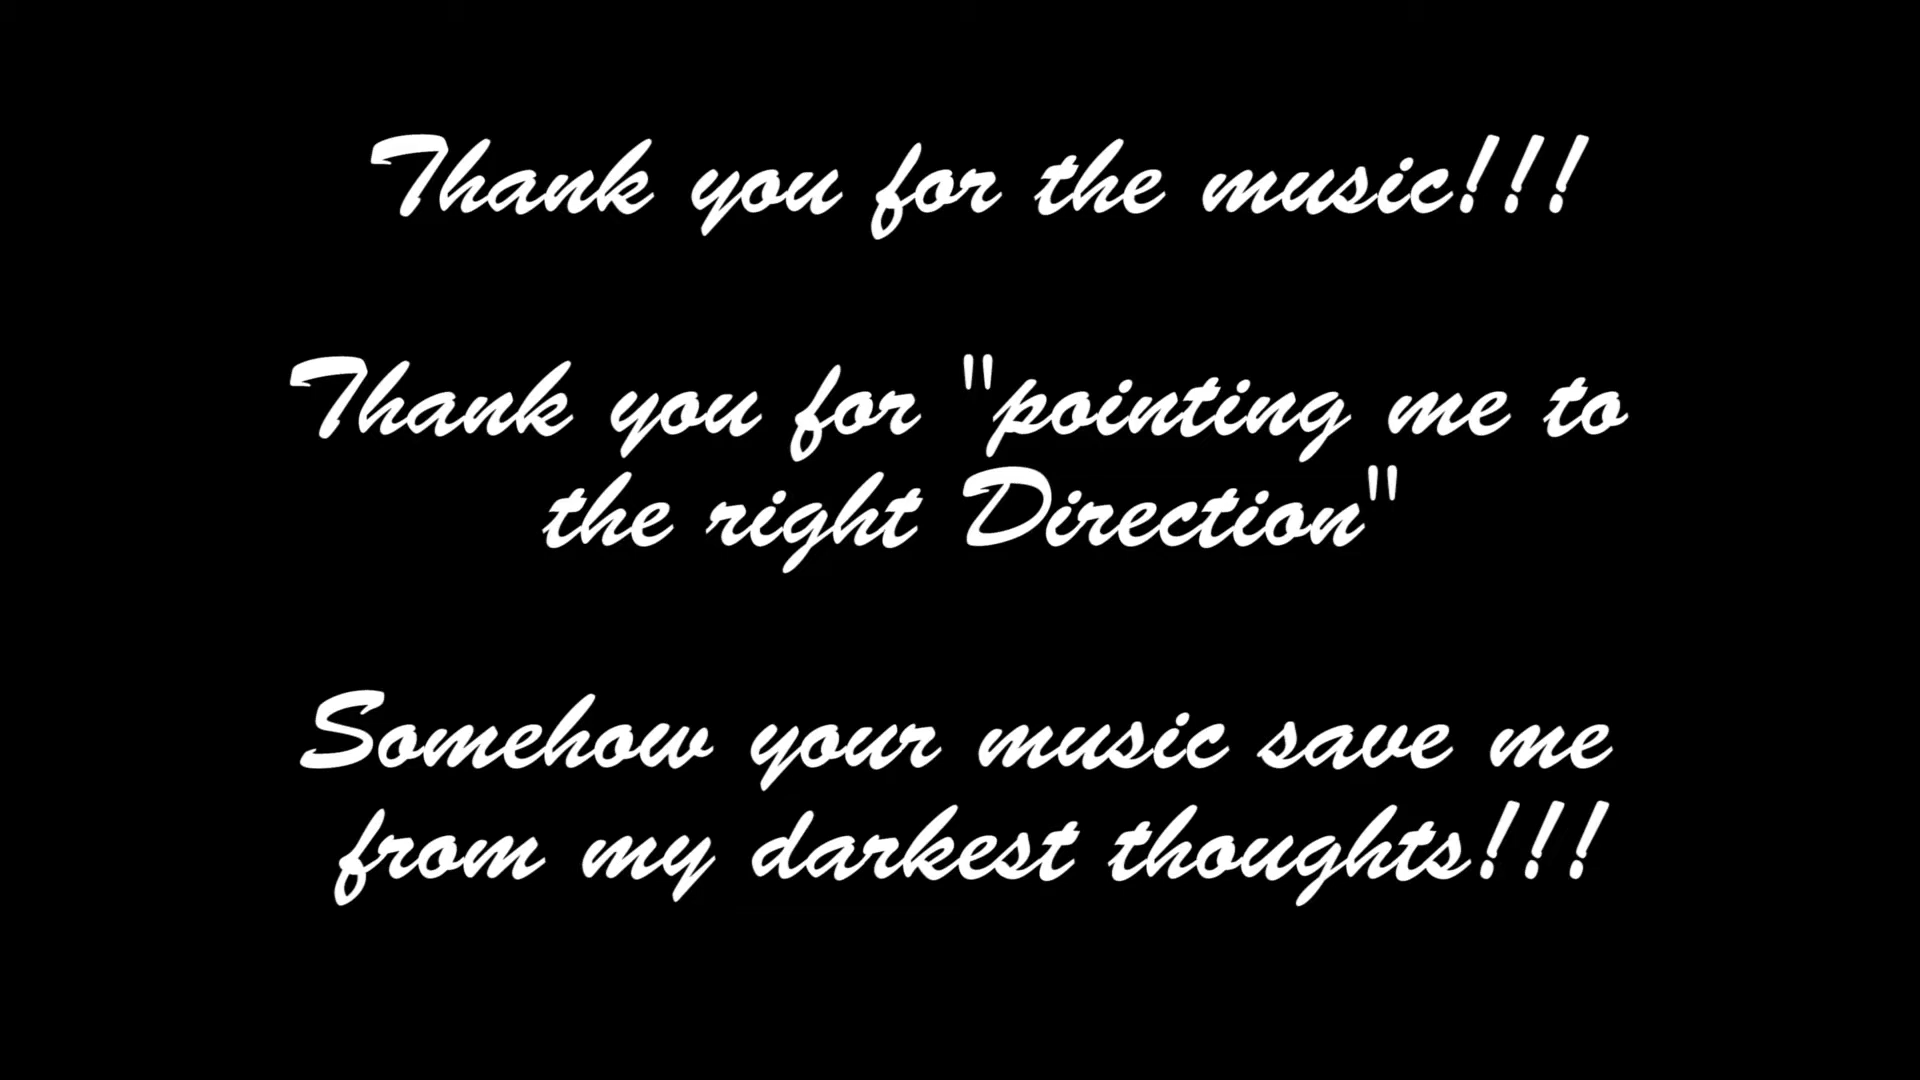 Thank you for the music!!!
Thank you for "pointing me to
the right Direction"
Somehow your music save me
from my darkest thoughts!!!